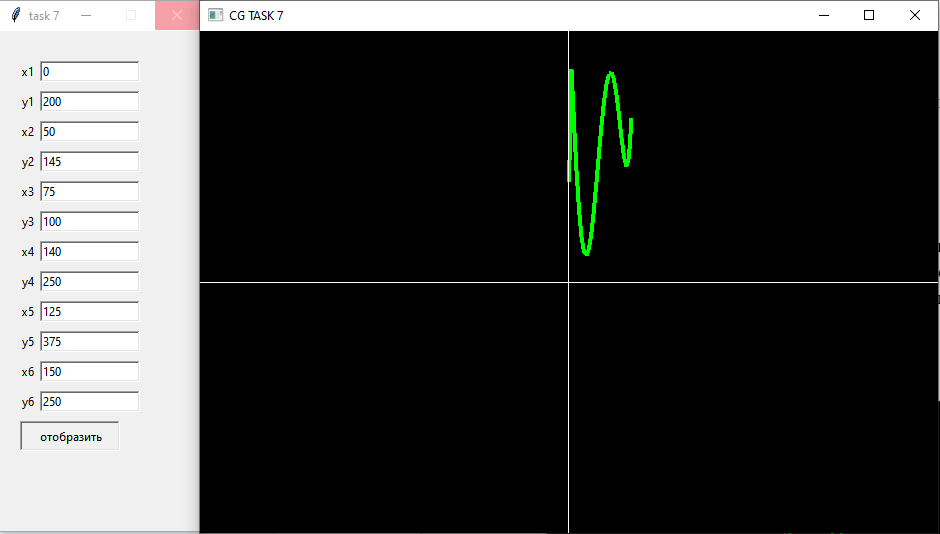 task 7
x1 0
y1 200
x2 50
y2 145
x3 75
y3 100
x4 140
y4 250
x5 125
y5 375
x6 150
y6 250
отобразить
CG TASK 7